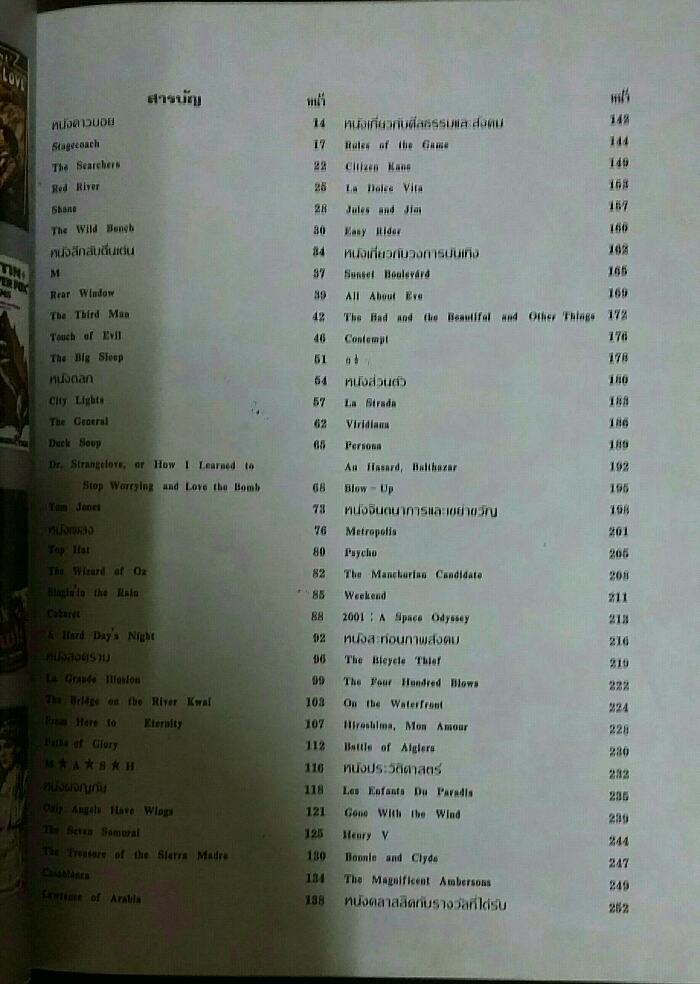 สารบัญ
หน้า
หนังคาวบอย 14
Stagecoach 17
The Searchers 22
Red River 25
Shane 28
The Wild Bunch 30
หนังลึกลับตื่นเต้น 34
M 37
Rear Window 39
The Third Man 42
Touch of Evil 46
The Big Sleep 51
หนังตลก 54
City Lights 57
The General 62
Duck Soup 65
Dr. Strangelove, or How I Learned to
Stop Worrying and Love the Bomb 68
Tom Jones 73
หนังเพลง 76
Top Hat 80
The Wizard of Oz 82
Singin'in the Rain 85
Cabaret 88
A Hard Day's Night 92
หนังสงคราม 96
La Grande Illusion 99
The Bridge on the River Kwai 103
From Here to Eternity 107
Paths of Glory 112
M★A★S★H 116
หนังผจญภัย 118
Only Angels Have Wings 121
The Seven Samurai 125
The Treasure of the Sierra Madre 130
Casablanca 134
Lawrence of Arabia 138
หน้า
หนังเกี่ยวกับศีลธรรมและสังคม 142
Rules of the Game 144
Citizen Kane 149
La Dolce Vita 153
Jules and Jim 157
Easy Rider 160
หนังเกี่ยวกับวงการบันเทิง 162
Sunset Boulevard 165
All About Eve 169
The Bad and the Beautiful and Other Things 172
Contempt 176
178
หนังส่วนตัว 180
La Strada 183
Viridiana 186
Persona 189
Au Hasard, Balthazar 192
Blow-Up 195
หนังจินตนาการและเขย่าขวัญ 198
Metropolis 201
Psycho 205
The Manchurian Candidate 208
Weekend 211
2001 : A Space Odyssey 213
หนังสะท้อนภาพสังคม 216
The Bicycle Thief 219
The Four Hundred Blows 222
On the Waterfront 224
Hiroshima, Mon Amour 228
Battle of Algiers 230
หนังประวัติศาสตร์ 232
Les Enfants Du Paradis 235
Gone With the Wind 239
Henry V 244
Bonnie and Clyde 247
The Magnificent Ambersons 249
หนังคลาสสิคกับรางวัลที่ได้รับ 252